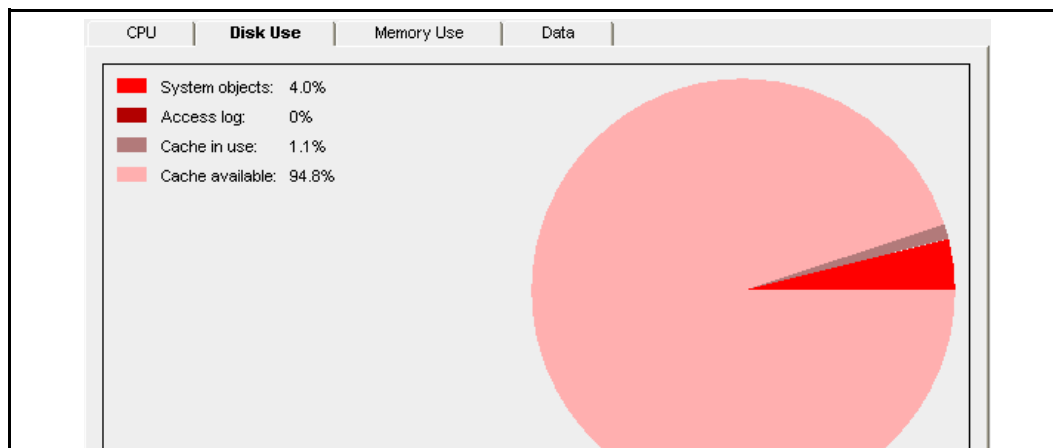 CPU Disk Use Memory Use Data
System objects: 4.0%
Access log: 0%
Cache in use: 1.1%
Cache available: 94.8%